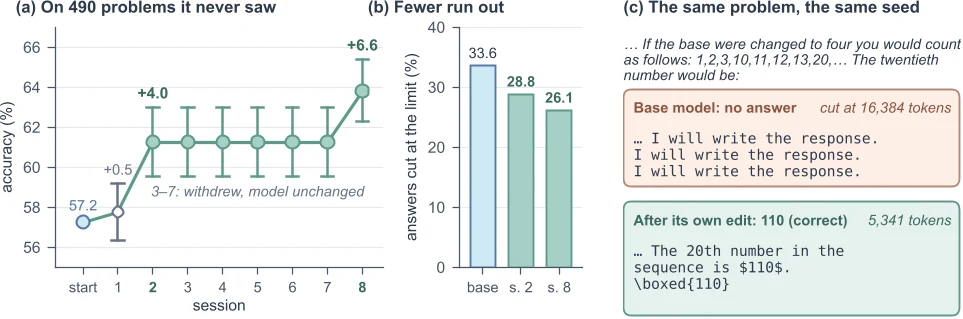 (a) On 490 problems it never saw
accuracy (%)
66
64
62
60
58
56
57.2
+0.5
+4.0
+6.6
3–7: withdrew, model unchanged
start 1 2 3 4 5 6 7 8
session
(b) Fewer run out
answers cut at the limit (%)
40
30
20
10
0
33.6
28.8
26.1
base s. 2 s. 8
(c) The same problem, the same seed
… If the base were changed to four you would count
as follows: 1,2,3,10,11,12,13,20,… The twentieth
number would be:
Base model: no answer cut at 16,384 tokens
… I will write the response.
I will write the response.
I will write the response.
After its own edit: 110 (correct) 5,341 tokens
… The 20th number in the
sequence is $110$.
\boxed{110}